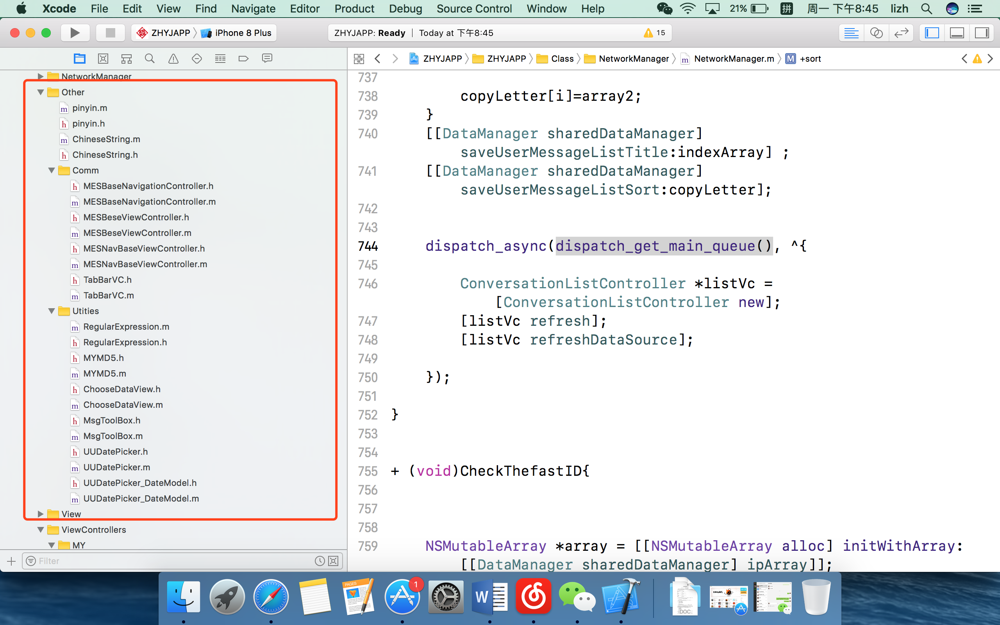 Xcode File Edit View Find Navigate Editor Product Debug Source Control Window Help 21% 拼 周一 下午8:45 lizh
ZHYJAPP iPhone 8 Plus ZHYJAPP: Ready Today at 下午8:45 15
ZHYJAPP ZHYJAPP Class NetworkManager m NetworkManager.m M +sort
NetworkManager
Other
m pinyin.m
h pinyin.h
m ChineseString.m
h ChineseString.h
Comm
h MESBaseNavigationController.h
m MESBaseNavigationController.m
h MESBeseViewController.h
m MESBeseViewController.m
h MESNavBaseViewController.h
m MESNavBaseViewController.m
h TabBarVC.h
m TabBarVC.m
Utities
m RegularExpression.m
h RegularExpression.h
h MYMD5.h
m MYMD5.m
h ChooseDataView.h
m ChooseDataView.m
h MsgToolBox.h
m MsgToolBox.m
h UUDatePicker.h
m UUDatePicker.m
h UUDatePicker_DateModel.h
m UUDatePicker_DateModel.m
View
ViewControllers
MY
Filter
737
738 copyLetter[i]=array2;
739 }
740 [[DataManager sharedDataManager]
saveUserMessageListTitle:indexArray] ;
741 [[DataManager sharedDataManager]
saveUserMessageListSort:copyLetter];
742
743
744 dispatch_async(dispatch_get_main_queue(), ^{
745
746 ConversationListController *listVc =
[ConversationListController new];
747 [listVc refresh];
748 [listVc refreshDataSource];
749
750 });
751
752 }
753
754
755 + (void)CheckThefastID{
756
757
758
759 NSMutableArray *array = [[NSMutableArray alloc] initWithArray:
[[DataManager sharedDataManager] ipArray]];
PAGES
1
W
DOC